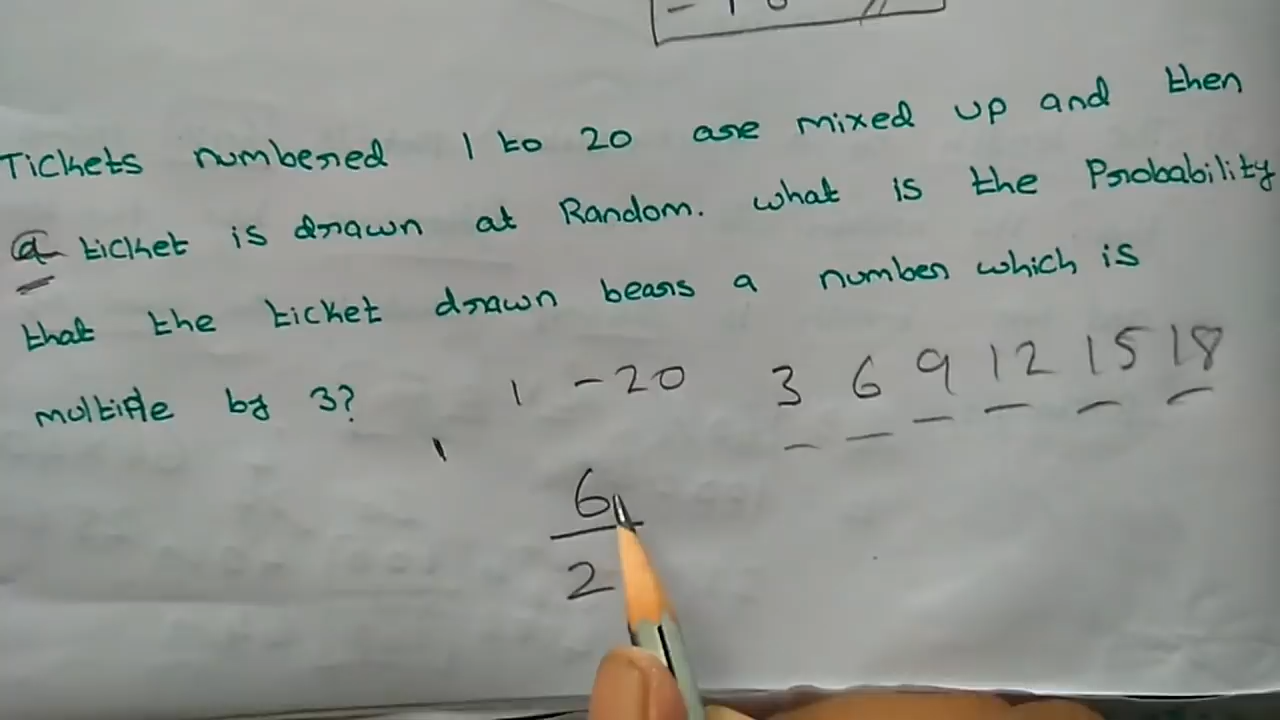 - 1 0 //
Tickets numbered 1 to 20 are mixed up and then
a ticket is drawn at Random. what is the Probability
that the ticket drawn bears a number which is
multiple by 3? 1 - 20 3 6 9 12 15 18
6
2